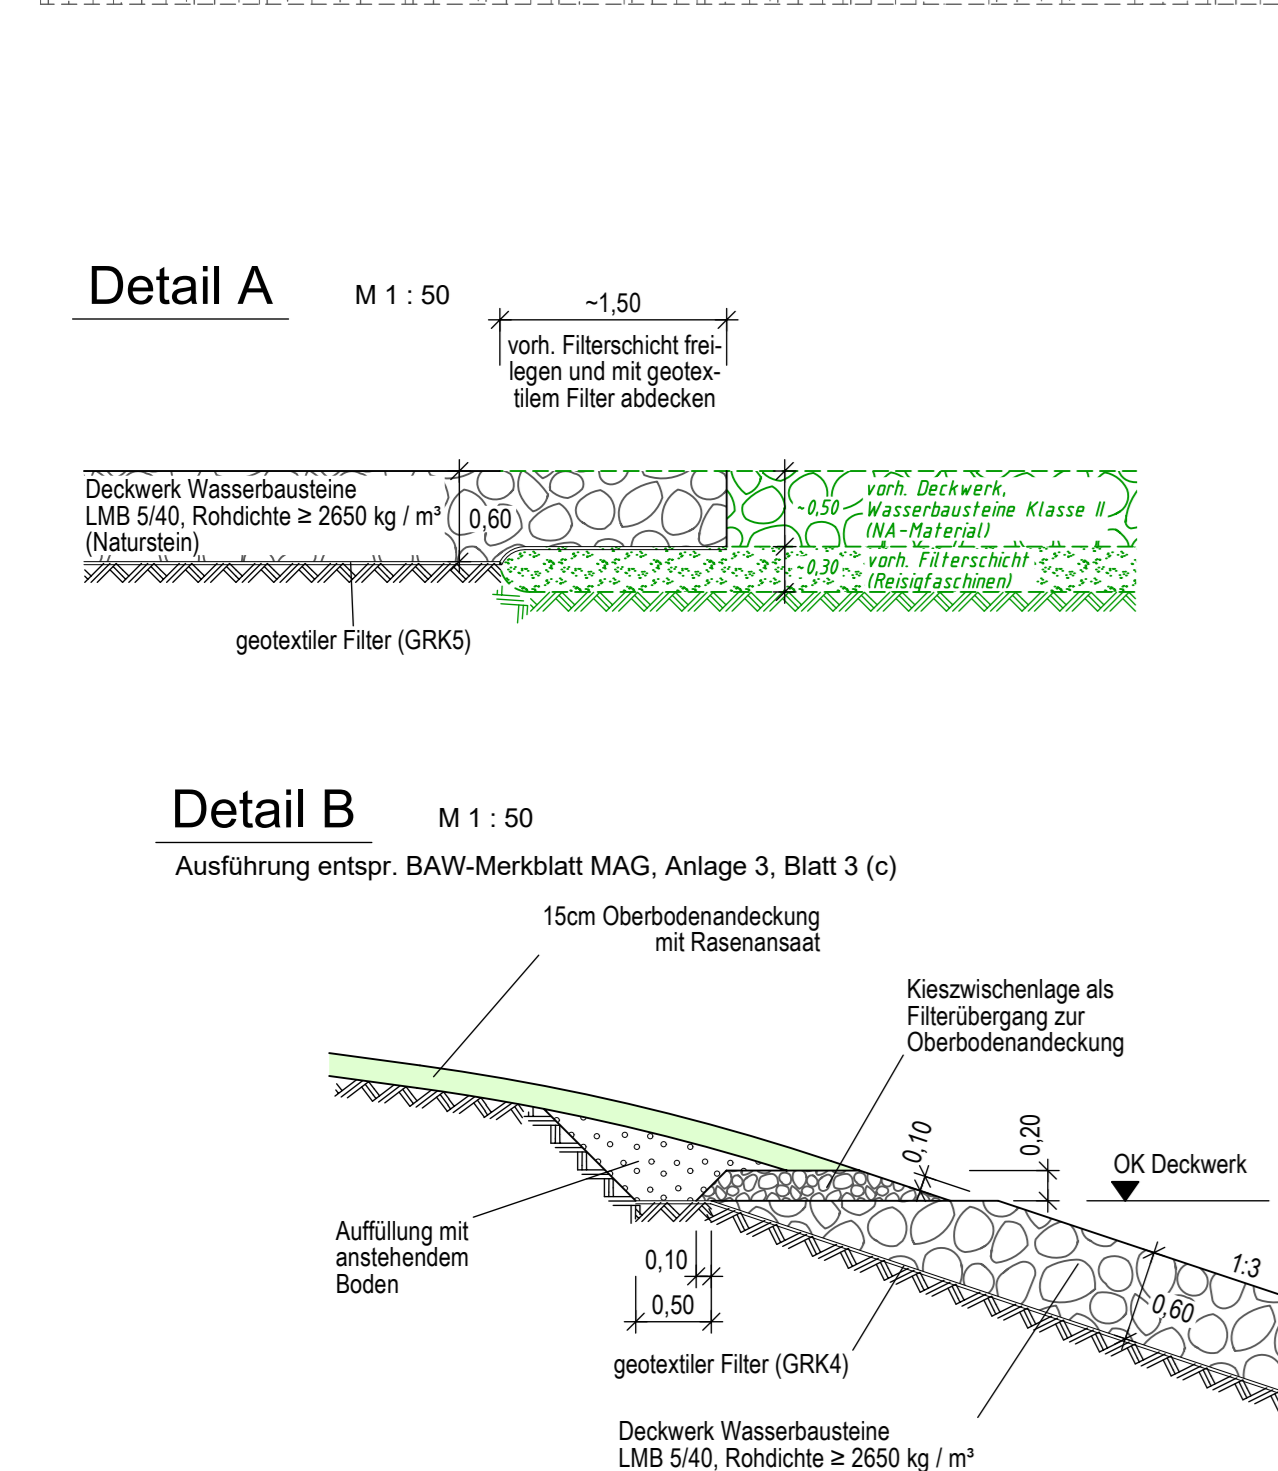 Detail A
M 1 : 50
~1,50
vorh. Filterschicht frei-
legen und mit geotex-
tilem Filter abdecken
Deckwerk Wasserbausteine
LMB 5/40, Rohdichte ≥ 2650 kg / m³
(Naturstein)
0,60
~0,50
vorh. Deckwerk,
Wasserbausteine Klasse II
(NA-Material)
~0,30
vorh. Filterschicht
(Reisigfaschinen)
geotextiler Filter (GRK5)
Detail B
M 1 : 50
Ausführung entspr. BAW-Merkblatt MAG, Anlage 3, Blatt 3 (c)
15cm Oberbodenandeckung
mit Rasenansaat
Kieszwischenlage als
Filterübergang zur
Oberbodenandeckung
0,10
0,20
OK Deckwerk
Auffüllung mit
anstehendem
Boden
0,10
0,50
1:3
0,60
geotextiler Filter (GRK4)
Deckwerk Wasserbausteine
LMB 5/40, Rohdichte ≥ 2650 kg / m³